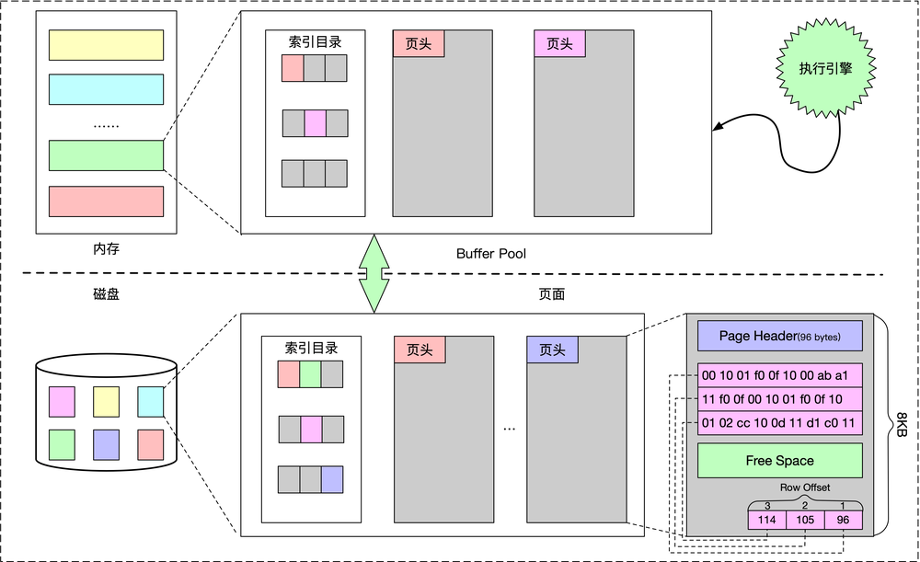 索引目录
页头
页头
执行引擎
......
内存
Buffer Pool
磁盘
页面
索引目录
页头
页头
...
Page Header(96 bytes)
00 10 01 f0 0f 10 00 ab a1
11 f0 0f 00 10 01 f0 0f 10
01 02 cc 10 0d 11 d1 c0 11
Free Space
Row Offset
3 2 1
114 105 96
8KB